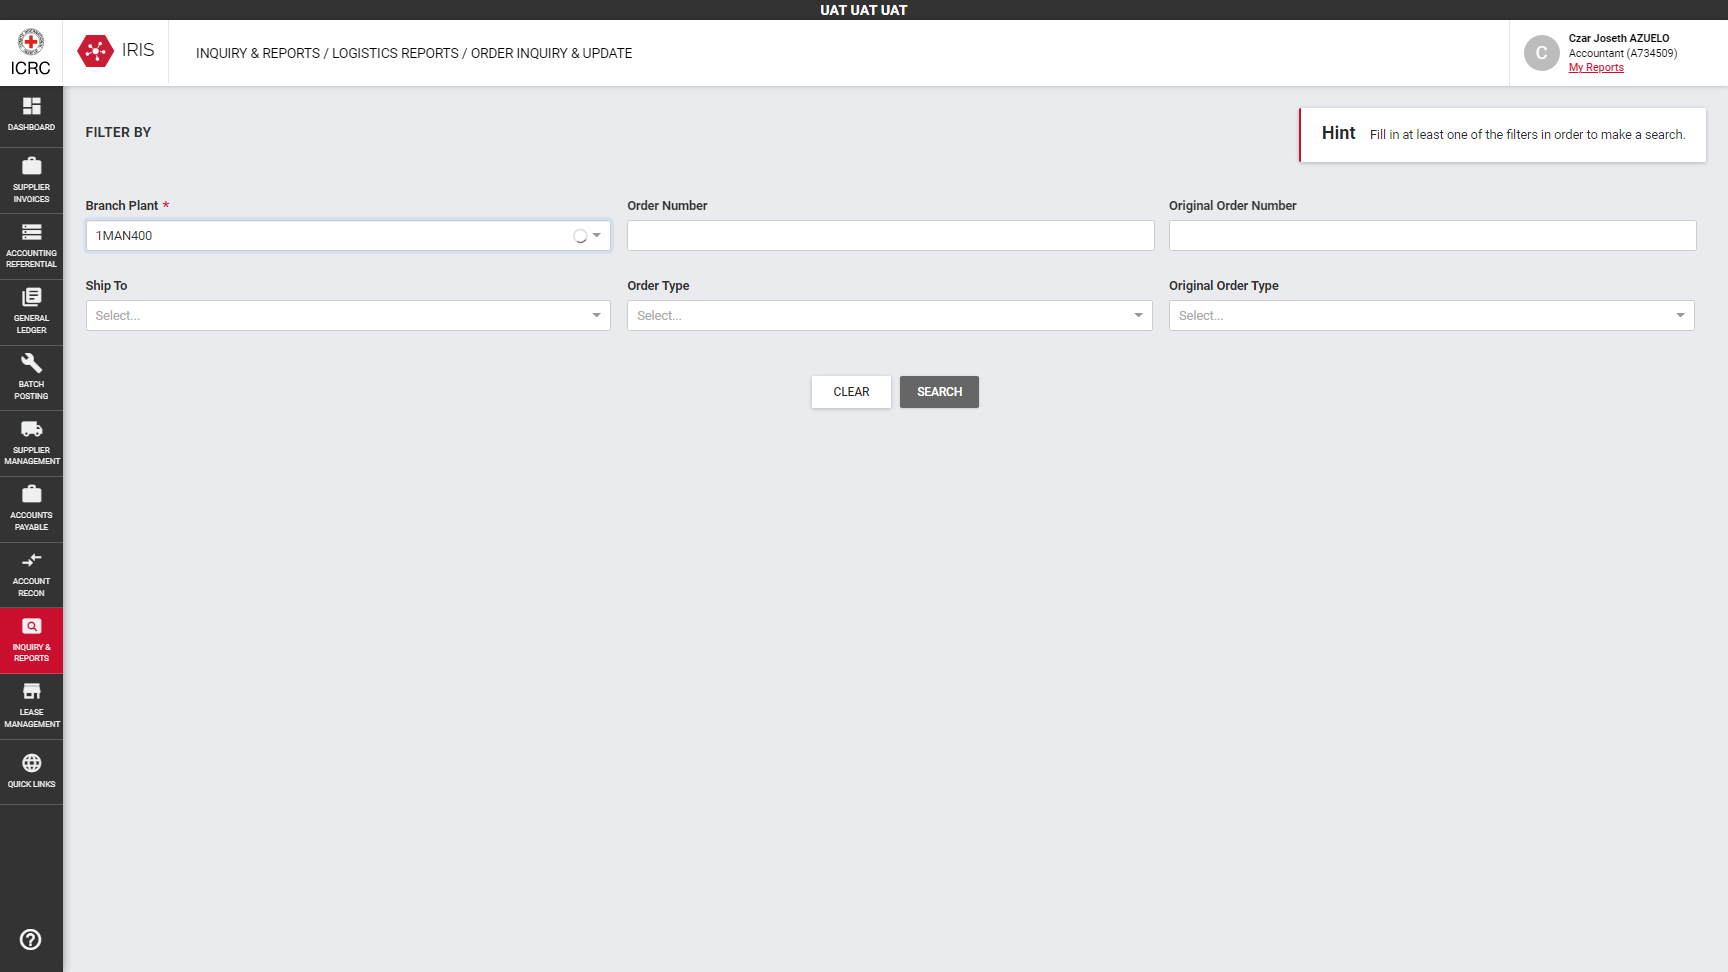 UAT UAT UAT
ICRC
IRIS
INQUIRY & REPORTS / LOGISTICS REPORTS / ORDER INQUIRY & UPDATE
C
Czar Joseth AZUELO
Accountant (A734509)
My Reports
DASHBOARD
SUPPLIER
INVOICES
ACCOUNTING
REFERENTIAL
GENERAL
LEDGER
BATCH
POSTING
SUPPLIER
MANAGEMENT
ACCOUNTS
PAYABLE
ACCOUNT
RECON
INQUIRY &
REPORTS
LEASE
MANAGEMENT
QUICK LINKS
FILTER BY
Hint Fill in at least one of the filters in order to make a search.
Branch Plant * Order Number Original Order Number
1MAN400
Ship To Order Type Original Order Type
Select... Select... Select...
CLEAR SEARCH